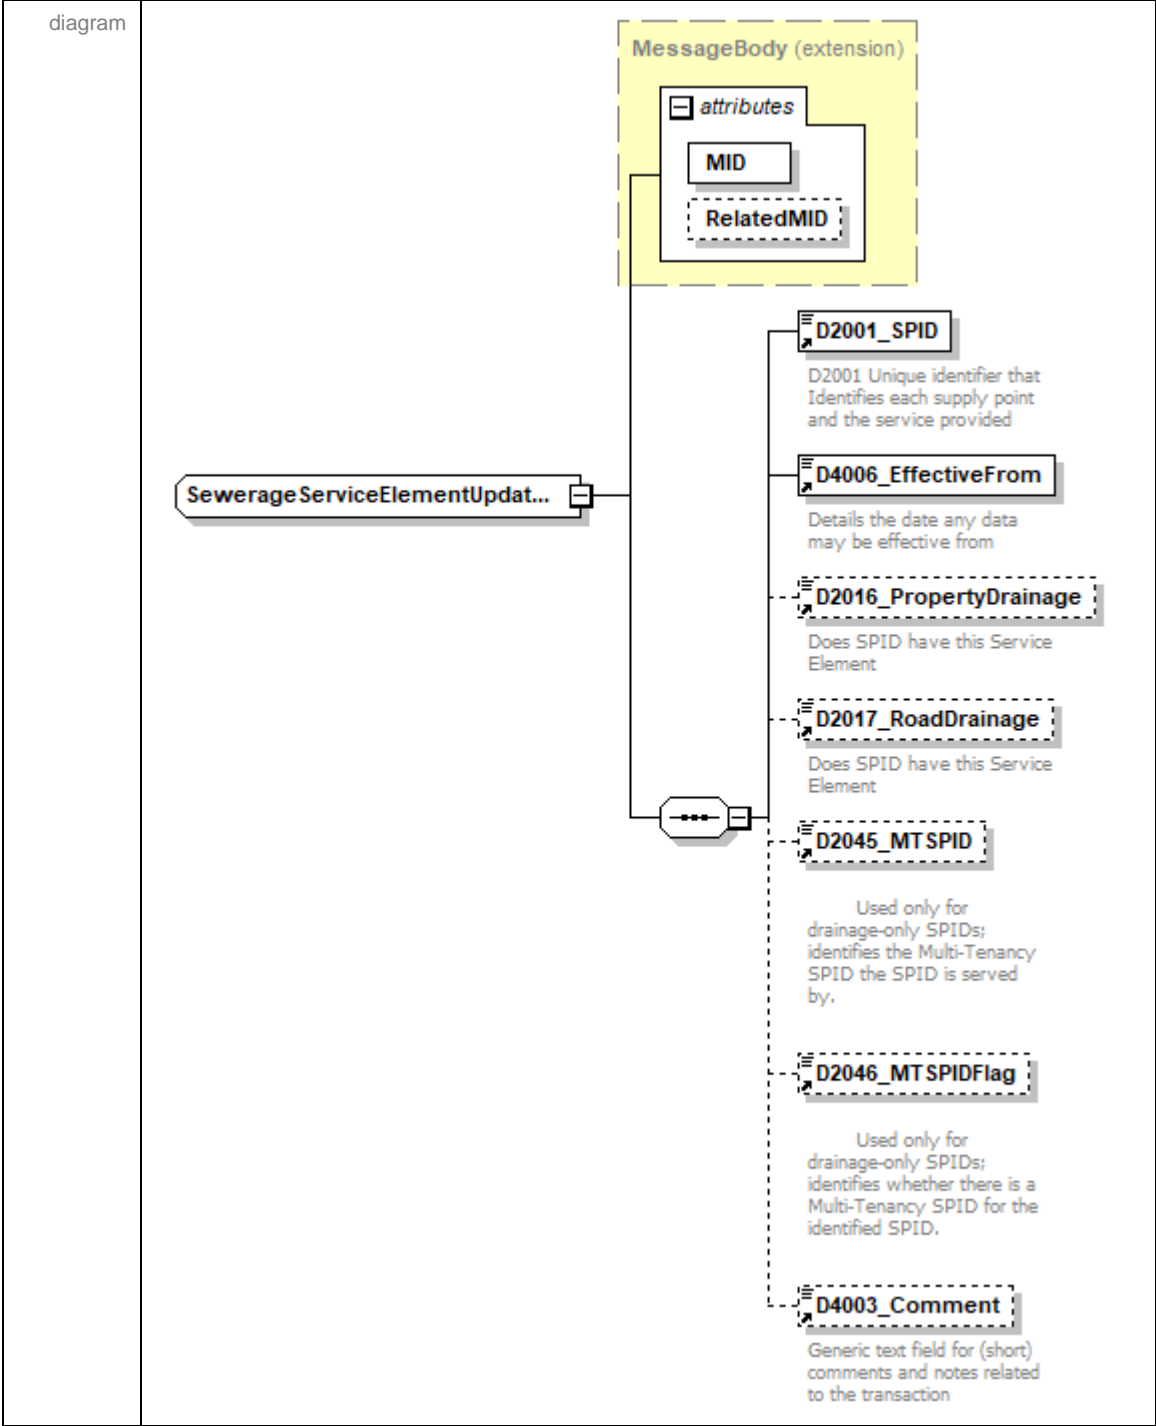 diagram
MessageBody (extension)
attributes
MID
RelatedMID
D2001_SPID
D2001 Unique identifier that
Identifies each supply point
and the service provided
SewerageServiceElementUpdat...
D4006_EffectiveFrom
Details the date any data
may be effective from
D2016_PropertyDrainage
Does SPID have this Service
Element
D2017_RoadDrainage
Does SPID have this Service
Element
D2045_MTSPID
Used only for
drainage-only SPIDs;
identifies the Multi-Tenancy
SPID the SPID is served
by.
D2046_MTSPIDFlag
Used only for
drainage-only SPIDs;
identifies whether there is a
Multi-Tenancy SPID for the
identified SPID.
D4003_Comment
Generic text field for (short)
comments and notes related
to the transaction